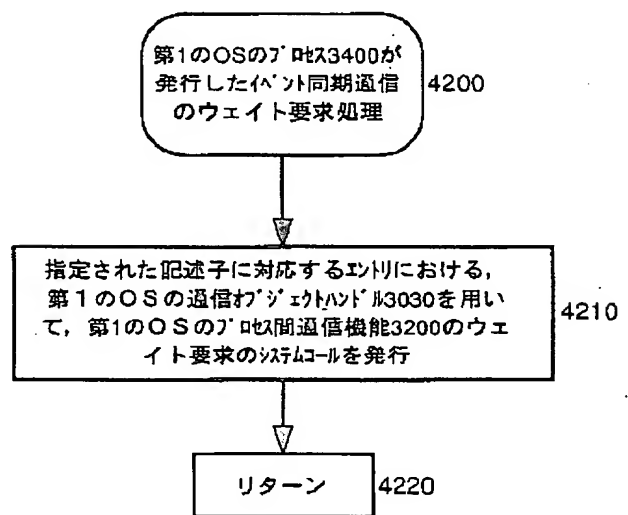 第1のOSのプロセス3400が
発行したイベント同期通信
のウェイト要求処理
4200
指定された記述子に対応するエントリにおける,
第1のOSの通信オブジェクトハンドル3030を用い
て, 第1のOSのプロセス間通信機能3200のウェ
イト要求のシステムコールを発行
4210
リターン
4220